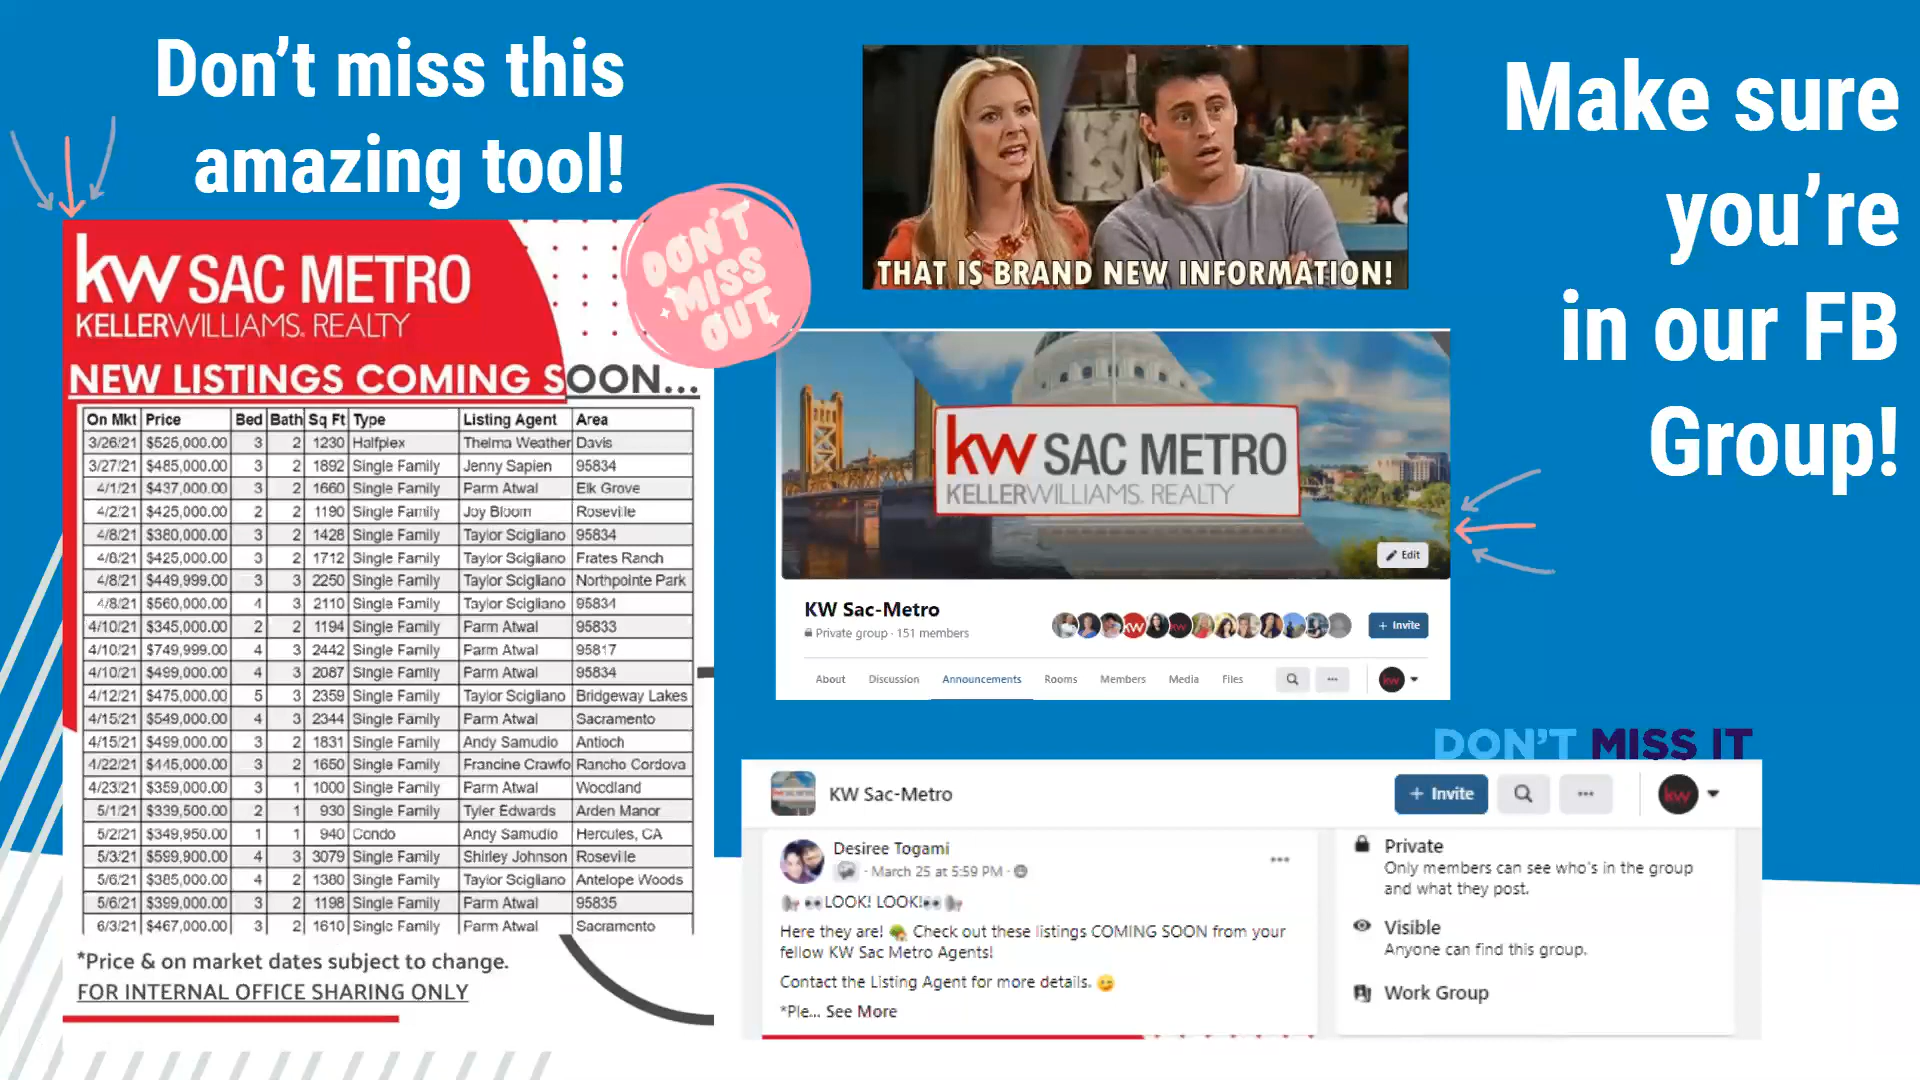 Don't miss this
amazing tool!
DON'T
MISS
OUT
kw SAC METRO
KELLERWILLIAMS. REALTY
NEW LISTINGS COMING SOON...
On Mkt Price Bed Bath Sq Ft Type Listing Agent Area
3/26/21 $525,000.00 3 2 1230 Halfplex Thelma Weather Davis
3/27/21 $485,000.00 3 2 1892 Single Family Jenny Sapien 95834
4/1/21 $437,000.00 3 2 1660 Single Family Parm Atwal Elk Grove
4/2/21 $425,000.00 2 2 1190 Single Family Joy Bloom Roseville
4/8/21 $380,000.00 3 2 1428 Single Family Taylor Scigliano 95834
4/8/21 $425,000.00 3 2 1712 Single Family Taylor Scigliano Frates Ranch
4/8/21 $449,999.00 3 3 2250 Single Family Taylor Scigliano Northpointe Park
4/8/21 $560,000.00 4 3 2110 Single Family Taylor Scigliano 95834
4/10/21 $345,000.00 2 2 1194 Single Family Parm Atwal 95833
4/10/21 $749,999.00 4 3 2442 Single Family Parm Atwal 95817
4/10/21 $499,000.00 4 3 2087 Single Family Parm Atwal 95834
4/12/21 $475,000.00 5 3 2359 Single Family Taylor Scigliano Bridgeway Lakes
4/15/21 $549,000.00 4 3 2344 Single Family Parm Atwal Sacramento
4/15/21 $499,000.00 3 2 1831 Single Family Andy Samudio Antioch
4/22/21 $445,000.00 3 2 1650 Single Family Francine Crawfo Rancho Cordova
4/23/21 $359,000.00 3 1 1000 Single Family Parm Atwal Woodland
5/1/21 $339,500.00 2 1 930 Single Family Tyler Edwards Arden Manor
5/2/21 $349,950.00 1 1 940 Condo Andy Samudio Hercules, CA
5/3/21 $599,900.00 4 3 3079 Single Family Shirley Johnson Roseville
5/6/21 $385,000.00 4 2 1380 Single Family Taylor Scigliano Antelope Woods
5/6/21 $399,000.00 3 2 1198 Single Family Parm Atwal 95835
6/3/21 $467,000.00 3 2 1610 Single Family Parm Atwal Sacramento
*Price & on market dates subject to change.
FOR INTERNAL OFFICE SHARING ONLY
THAT IS BRAND NEW INFORMATION!
Make sure
you're
in our FB
Group!
kw SAC METRO
KELLERWILLIAMS. REALTY
Edit
KW Sac-Metro
Private group · 151 members
kw
kw
+ Invite
About Discussion Announcements Rooms Members Media Files ... kw
DON'T MISS IT
KW Sac-Metro
+ Invite ... kw
Desiree Togami
· March 25 at 5:59 PM ·
...
LOOK! LOOK!
Here they are! Check out these listings COMING SOON from your
fellow KW Sac Metro Agents!
Contact the Listing Agent for more details.
*Ple... See More
Private
Only members can see who's in the group
and what they post.
Visible
Anyone can find this group.
Work Group